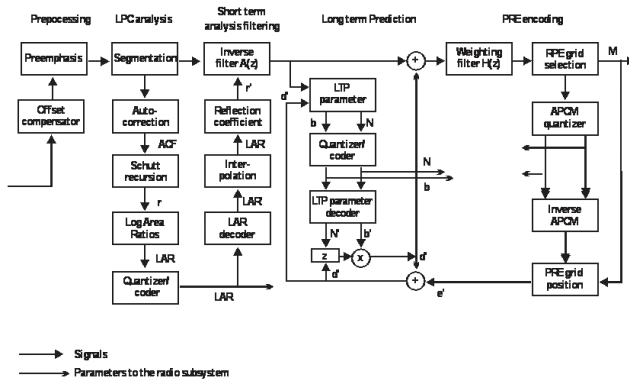 Prepocessing
LPC analysis
Short term
analysis filtering
Long term Prediction
PRE encoding
Preemphasis
Segmentation
Inverse
filter A(z)
+
Weighting
filter H(z)
RPE grid
selection
M
r'
d'
LTP
parameter
Offset
compensator
Auto-
correction
Reflection
coefficient
APCM
quantizer
b
N
ACF
LAR
Quantizer/
coder
Schutt
recursion
Inter-
polation
N
b
r
LAR
LTP parameter
decoder
Log Area
Ratios
LAR
decoder
Inverse
APCM
N'
b'
z
x
d'
LAR
d'
Quantizer/
coder
LAR
+
e'
PRE grid
position
Signals
Parameters to the radio subsystem